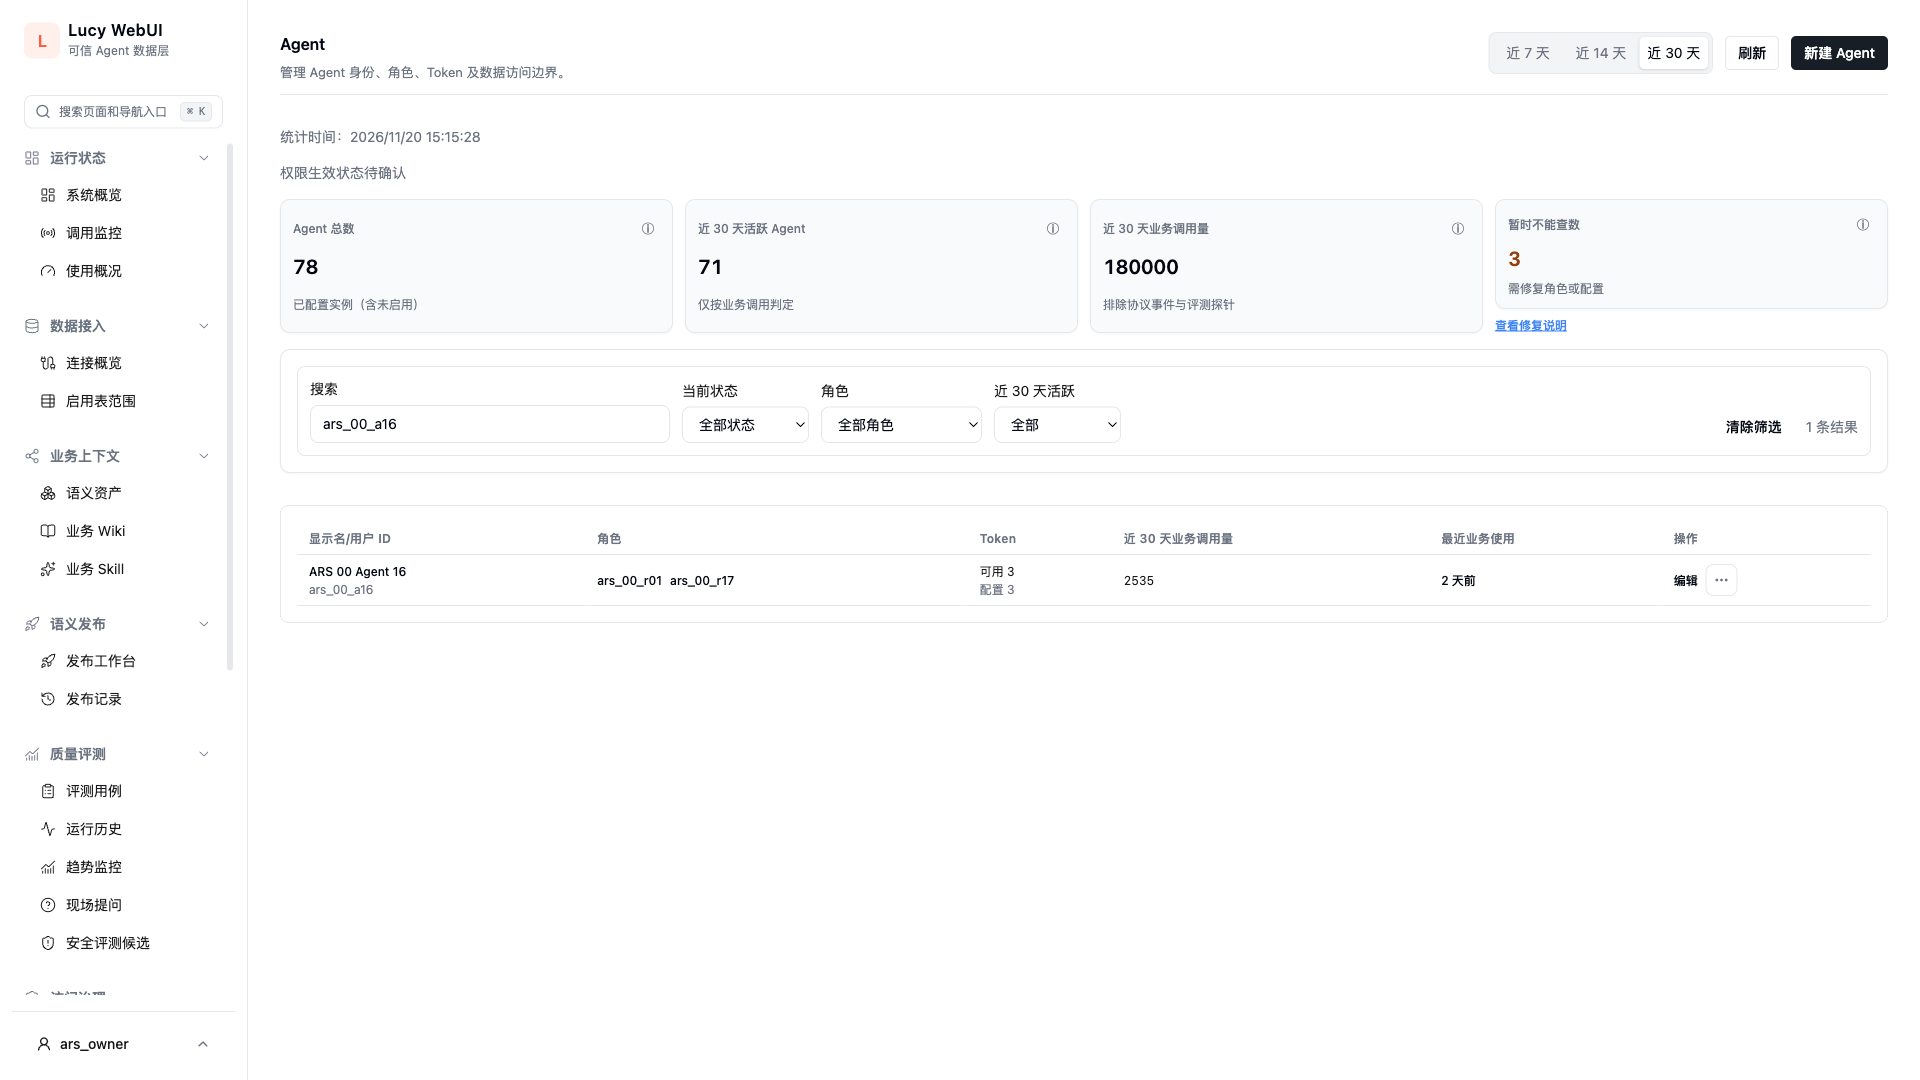 L
Lucy WebUI
可信 Agent 数据层
搜索页面和导航入口 ⌘ K
运行状态
系统概览
调用监控
使用概况
数据接入
连接概览
启用表范围
业务上下文
语义资产
业务 Wiki
业务 Skill
语义发布
发布工作台
发布记录
质量评测
评测用例
运行历史
趋势监控
现场提问
安全评测候选
ars_owner
Agent
管理 Agent 身份、角色、Token 及数据访问边界。
近 7 天 近 14 天 近 30 天 刷新 新建 Agent
统计时间：2026/11/20 15:15:28
权限生效状态待确认
Agent 总数
78
已配置实例（含未启用）
近 30 天活跃 Agent
71
仅按业务调用判定
近 30 天业务调用量
180000
排除协议事件与评测探针
暂时不能查数
3
需修复角色或配置
查看修复说明
搜索
ars_00_a16
当前状态
全部状态
角色
全部角色
近 30 天活跃
全部
清除筛选 1 条结果
显示名/用户 ID 角色 Token 近 30 天业务调用量 最近业务使用 操作
ARS 00 Agent 16
ars_00_a16
ars_00_r01 ars_00_r17
可用 3
配置 3
2535
2 天前
编辑